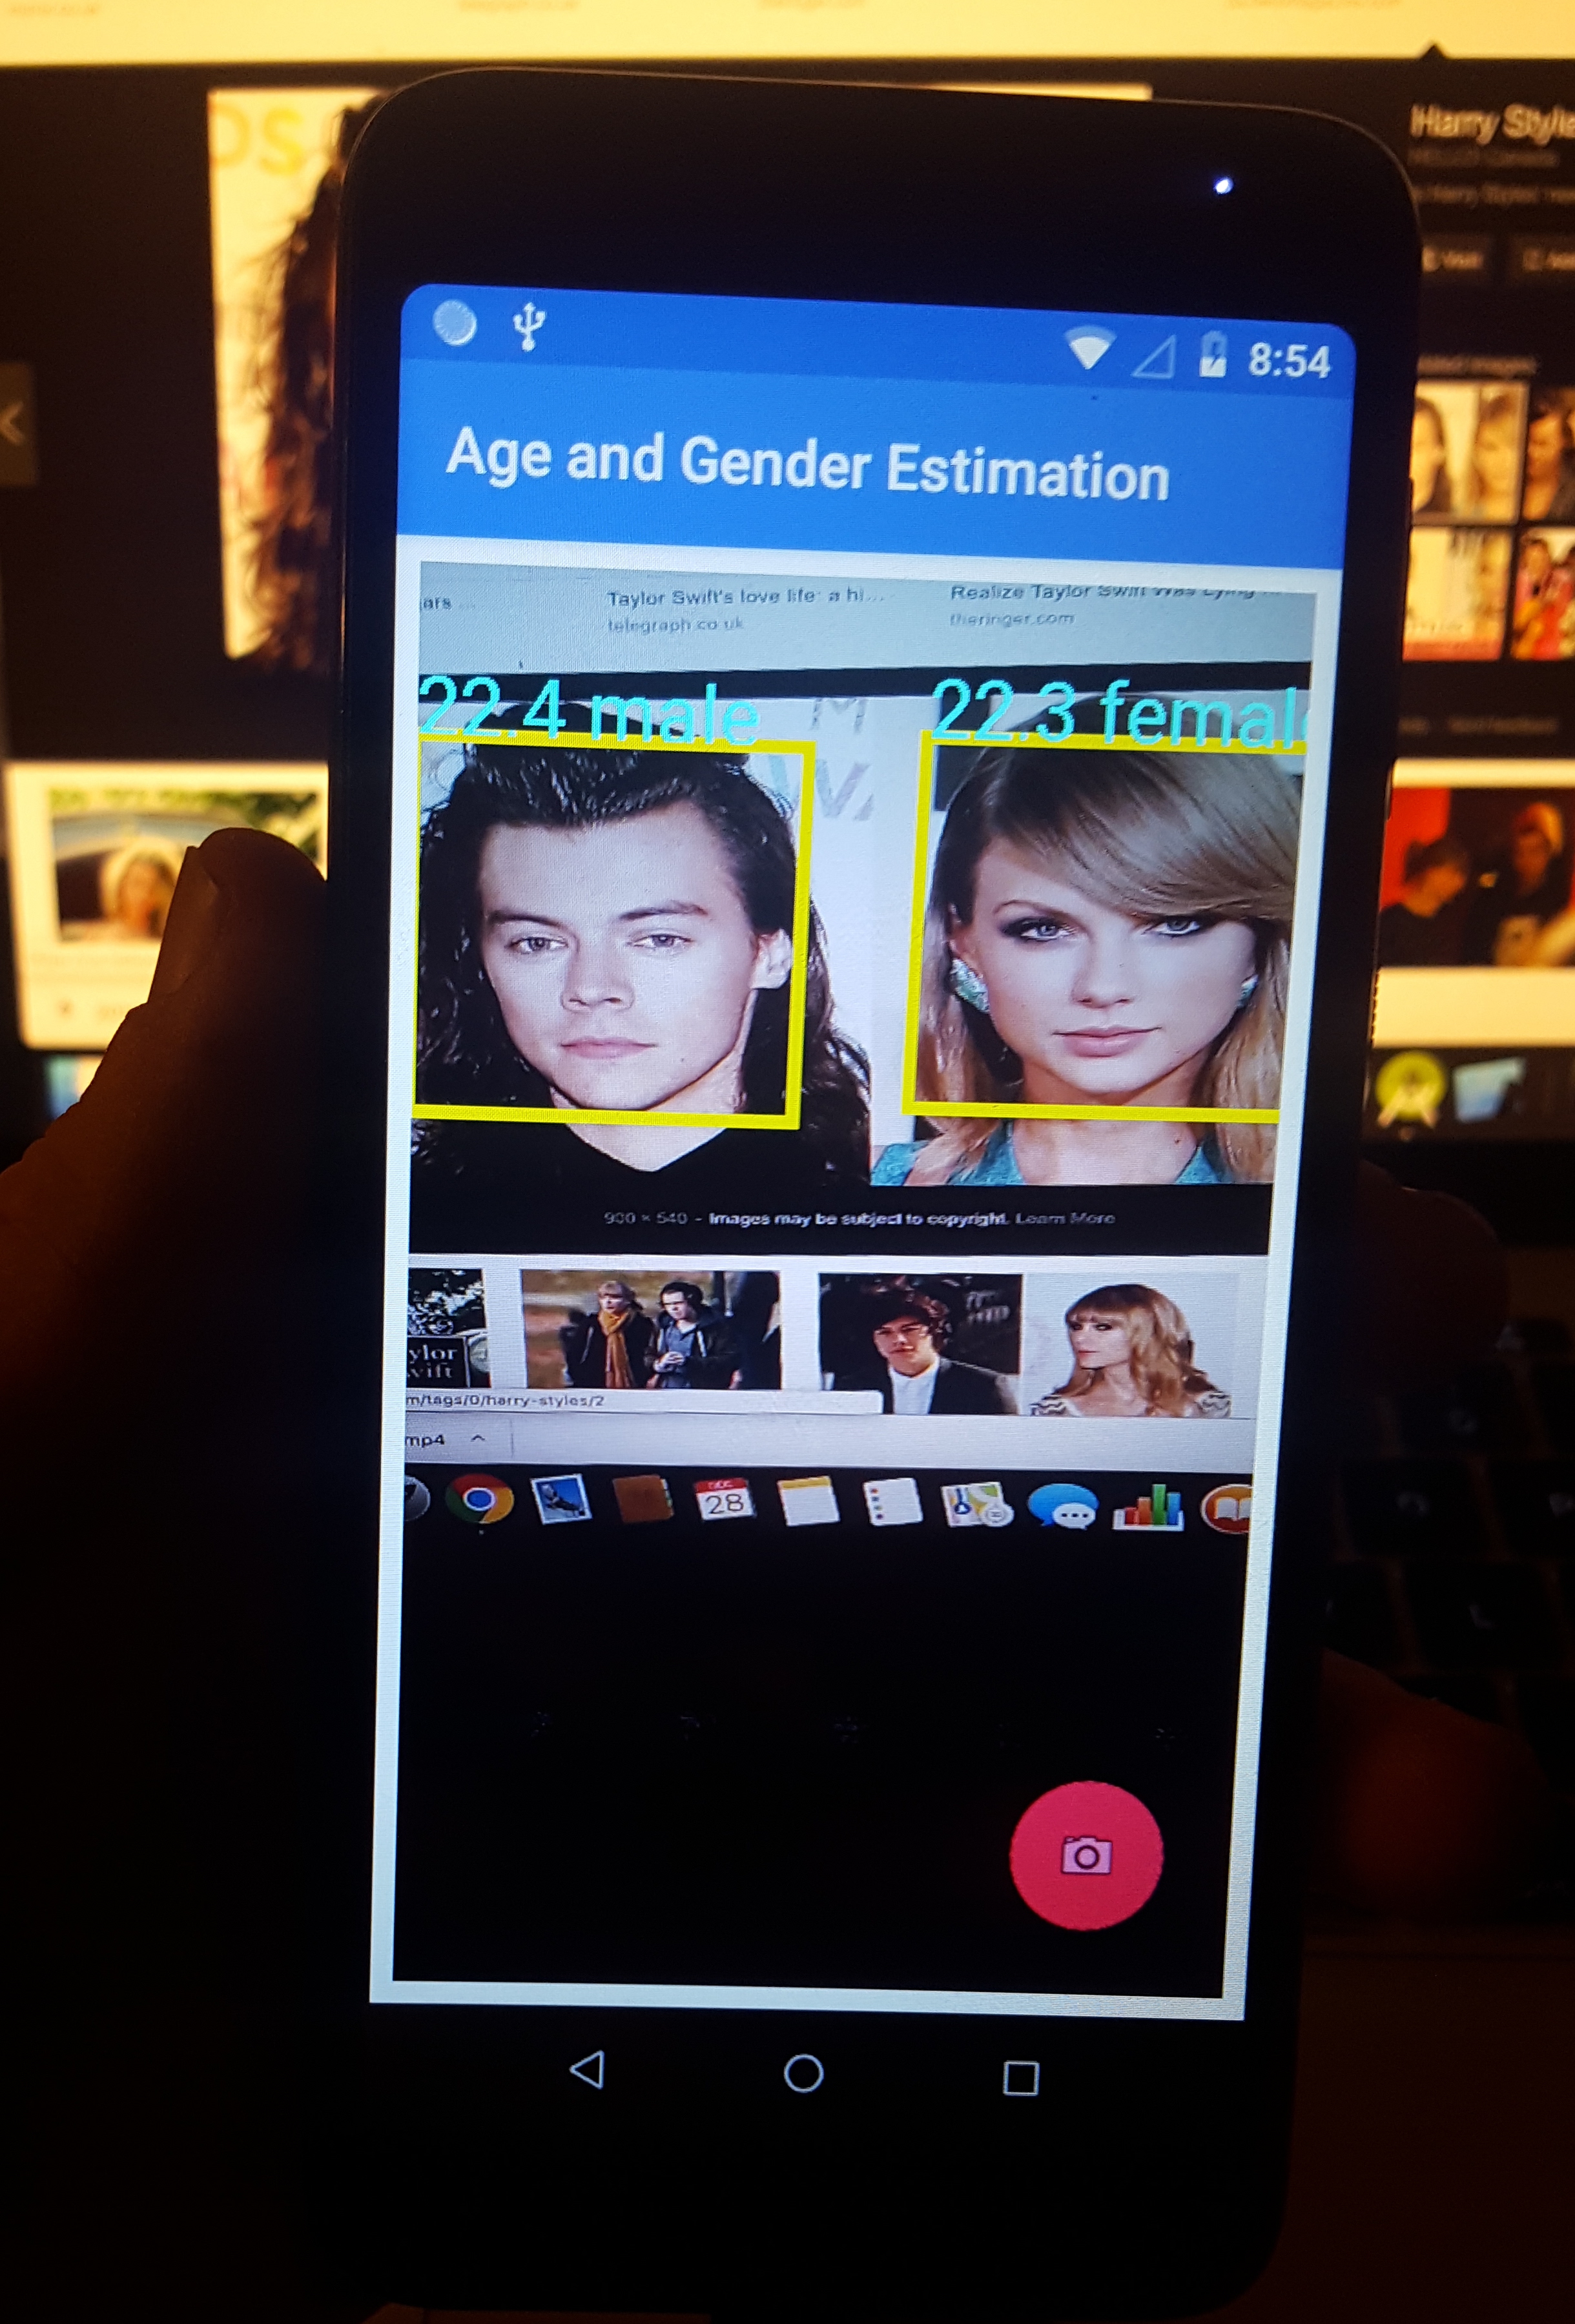 OS
Harry Style
8:54
Age and Gender Estimation
ars ...
Taylor Swift's love life: a hi...
telegraph.co.uk
Realize Taylor Swift Was Lying ...
theringer.com
22.4 male
22.3 femal
M
V.
900 × 540 - Images may be subject to copyright. Learn More
ylor
wift
m/tags/0/harry-styles/2
mp4
DEC
28